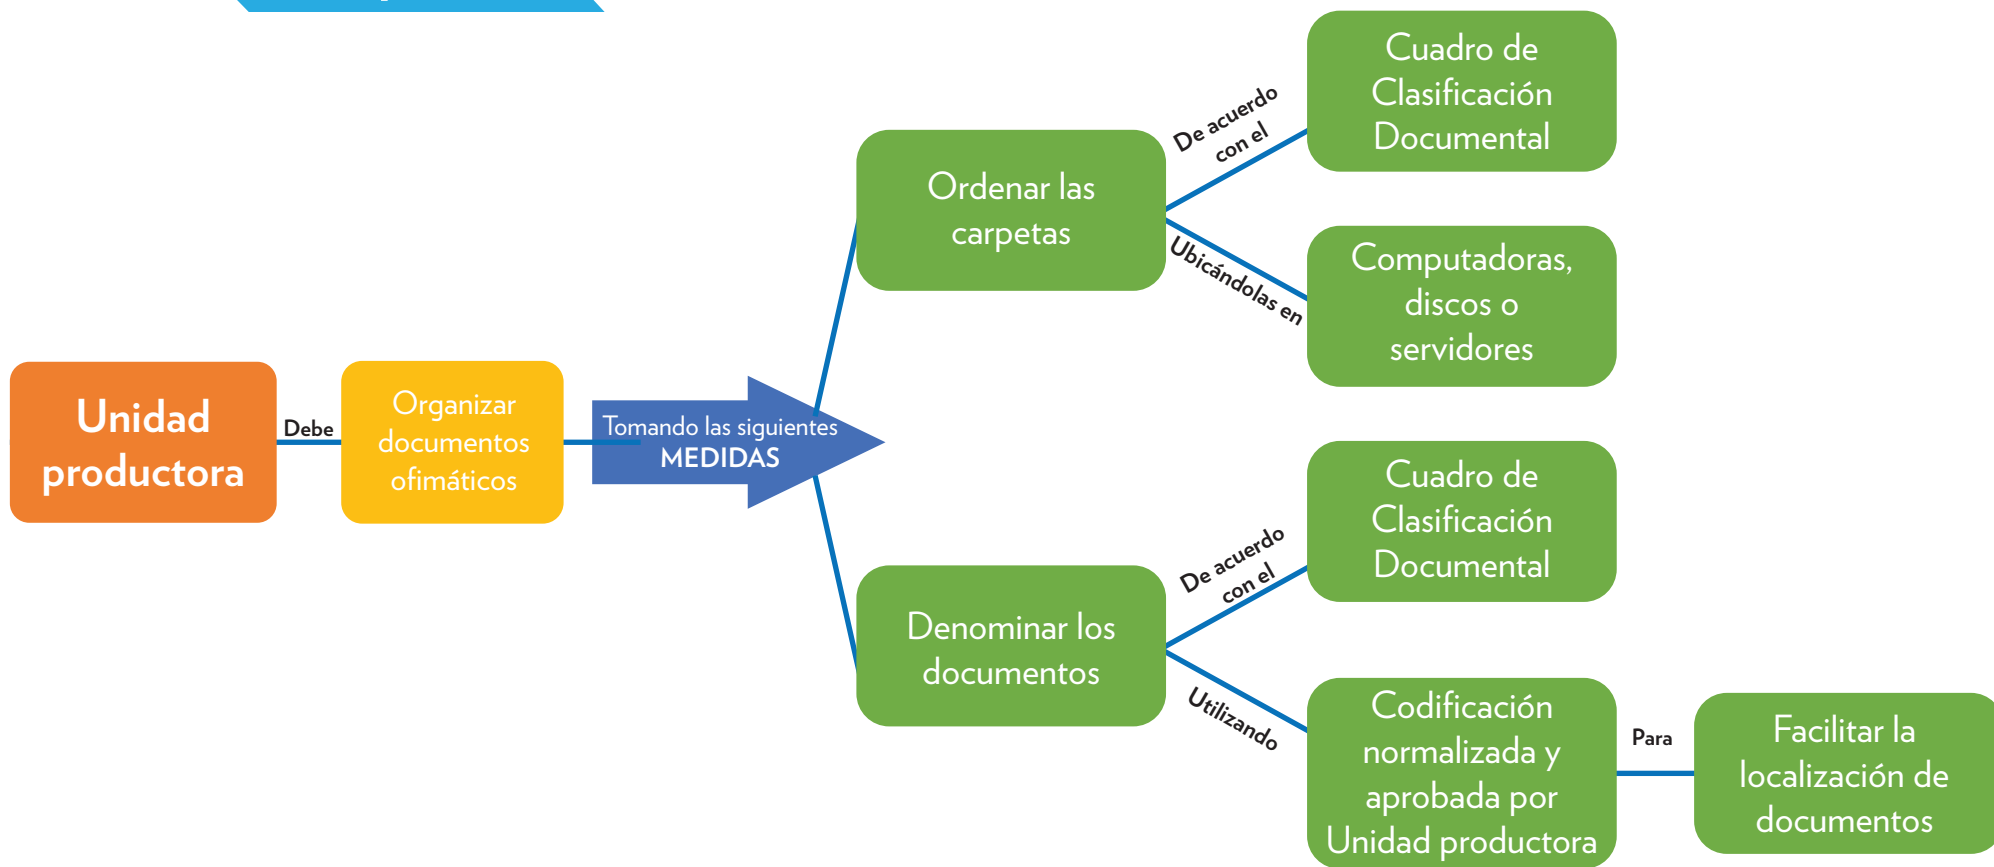 Unidad
productora
Debe
Organizar
documentos
ofimáticos
Tomando las siguientes
MEDIDAS
Ordenar las
carpetas
De acuerdo
con el
Cuadro de
Clasificación
Documental
Ubicándolas en
Computadoras,
discos o
servidores
Denominar los
documentos
De acuerdo
con el
Cuadro de
Clasificación
Documental
Utilizando
Codificación
normalizada y
aprobada por
Unidad productora
Para
Facilitar la
localización de
documentos